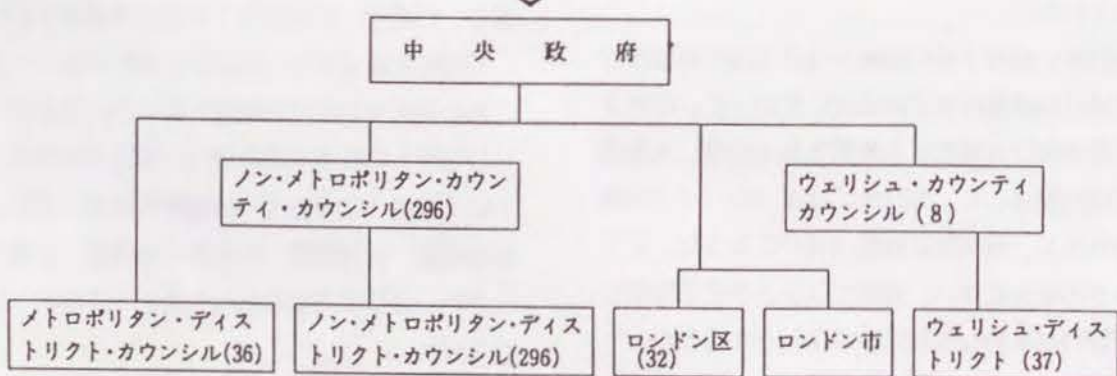 中央政府
ノン・メトロポリタン・カウン
ティ・カウンシル(296)
ウェリシュ・カウンティ
カウンシル(8)
メトロポリタン・ディス
トリクト・カウンシル(36)
ノン・メトロポリタン・ディス
トリクト・カウンシル(296)
ロンドン区
(32)
ロンドン市
ウェリシュ・ディス
トリクト(37)